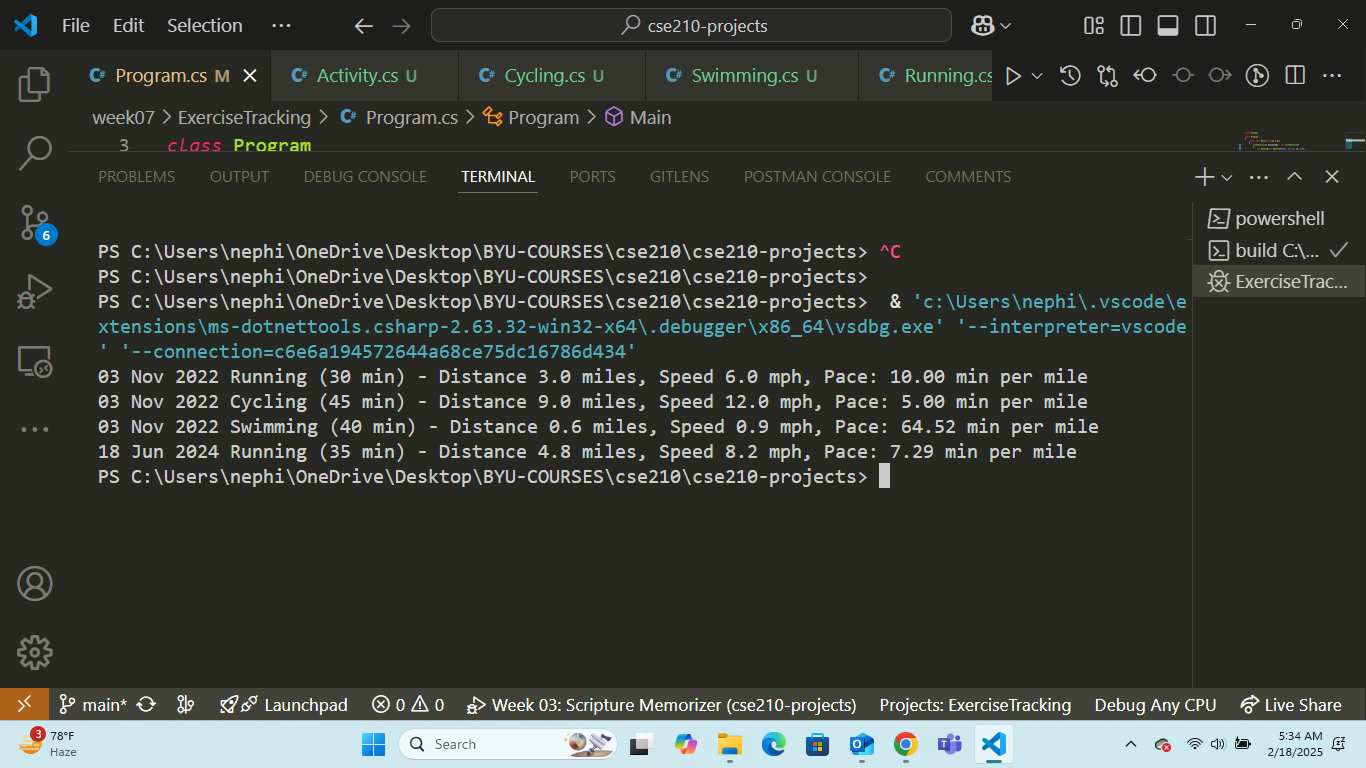 File Edit Selection ··· cse210-projects
Program.cs M Activity.cs U Cycling.cs U Swimming.cs U Running.cs
week07 > ExerciseTracking > Program.cs > Program > Main
3 class Program
PROBLEMS OUTPUT DEBUG CONSOLE TERMINAL PORTS GITLENS POSTMAN CONSOLE COMMENTS
powershell
build C:\...
ExerciseTrac...
6
PS C:\Users\nephi\OneDrive\Desktop\BYU-COURSES\cse210\cse210-projects> ^C
PS C:\Users\nephi\OneDrive\Desktop\BYU-COURSES\cse210\cse210-projects>
PS C:\Users\nephi\OneDrive\Desktop\BYU-COURSES\cse210\cse210-projects>  & 'c:\Users\nephi\.vscode\e
xtensions\ms-dotnettools.csharp-2.63.32-win32-x64\.debugger\x86_64\vsdbg.exe' '--interpreter=vscode
' '--connection=c6e6a194572644a68ce75dc16786d434'
03 Nov 2022 Running (30 min) - Distance 3.0 miles, Speed 6.0 mph, Pace: 10.00 min per mile
03 Nov 2022 Cycling (45 min) - Distance 9.0 miles, Speed 12.0 mph, Pace: 5.00 min per mile
03 Nov 2022 Swimming (40 min) - Distance 0.6 miles, Speed 0.9 mph, Pace: 64.52 min per mile
18 Jun 2024 Running (35 min) - Distance 4.8 miles, Speed 8.2 mph, Pace: 7.29 min per mile
PS C:\Users\nephi\OneDrive\Desktop\BYU-COURSES\cse210\cse210-projects>
main* Launchpad 0 0 Week 03: Scripture Memorizer (cse210-projects) Projects: ExerciseTracking Debug Any CPU Live Share
3 78°F
Haze
Search
5:34 AM
2/18/2025